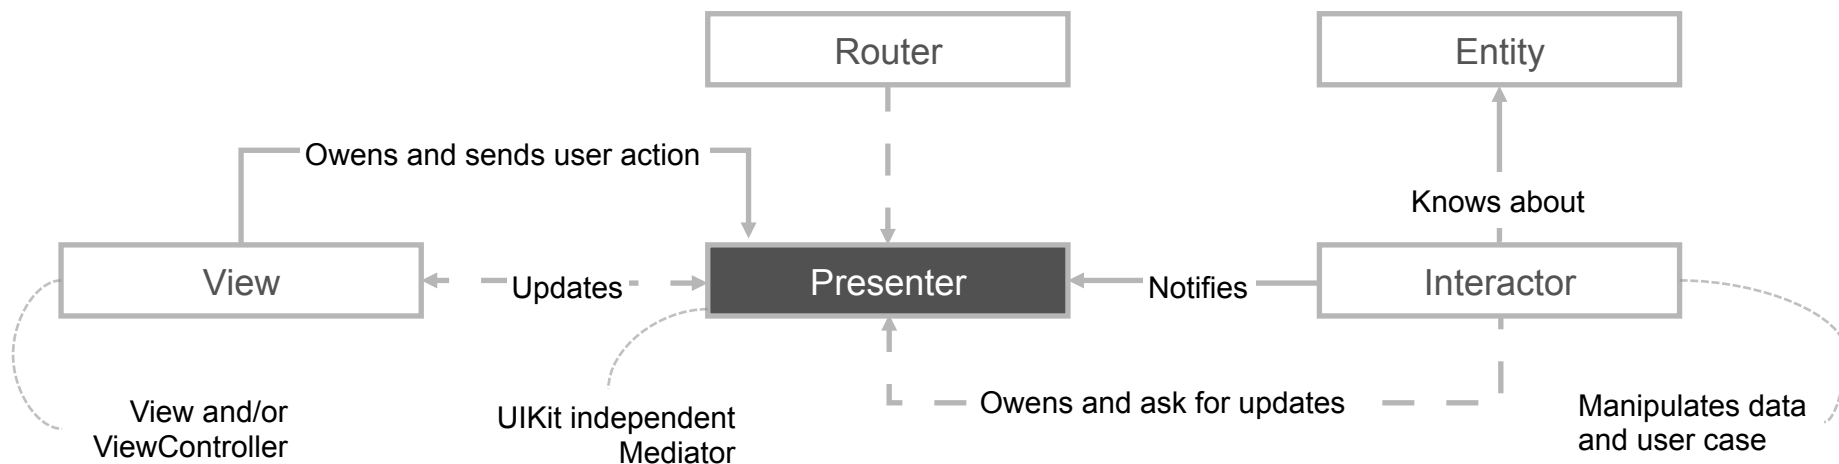 Router
Entity
Owens and sends user action
Knows about
View
Updates
Presenter
Notifies
Interactor
View and/or
ViewController
UIKit independent
Mediator
Owens and ask for updates
Manipulates data
and user case